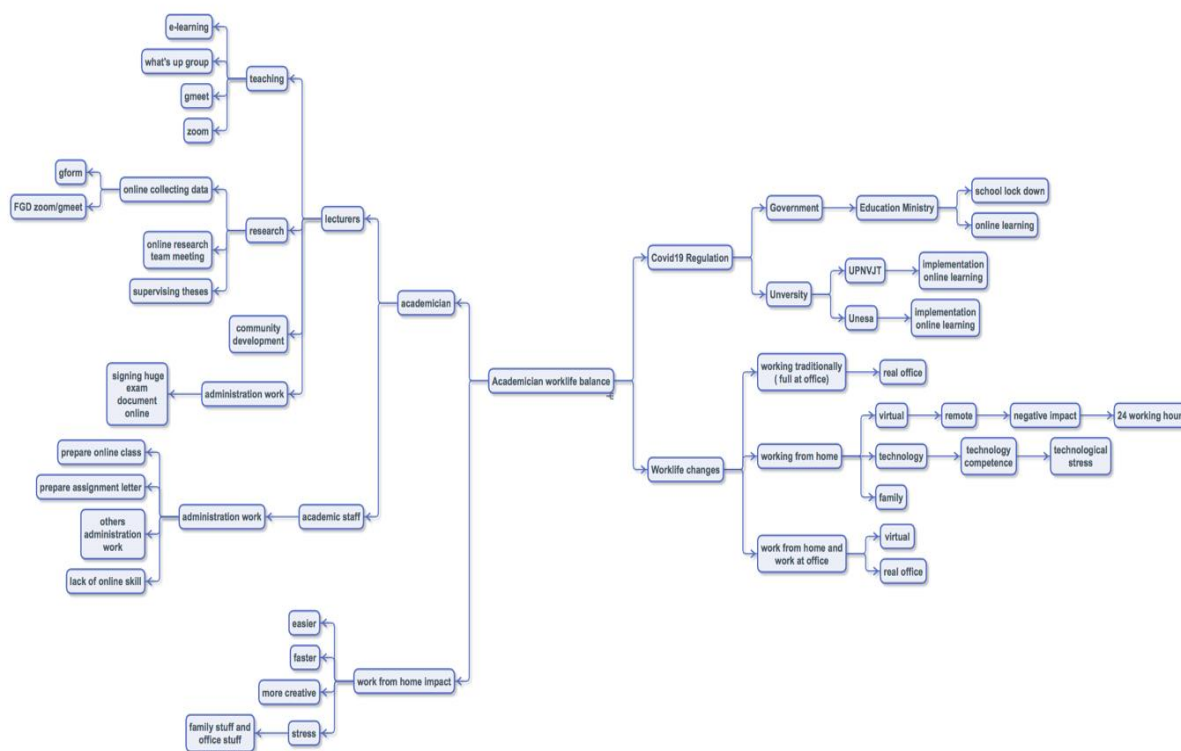 e-learning
what's up group
teaching
gmeet
zoom
gform
online collecting data
FGD zoom/gmeet
lecturers
research
online research
team meeting
supervising theses
academician
community
development
signing huge
exam
document
online
administration work
prepare online class
prepare assignment letter
administration work
academic staff
others
administration
work
lack of online skill
easier
faster
work from home impact
more creative
family stuff and
office stuff
stress
Academician worklife balance
Covid19 Regulation
Government
Education Ministry
school lock down
online learning
Unversity
UPNVJT
implementation
online learning
Unesa
implementation
online learning
Worklife changes
working traditionally
( full at office)
real office
working from home
virtual
remote
negative impact
24 working hour
technology
technology
competence
technological
stress
family
work from home and
work at office
virtual
real office